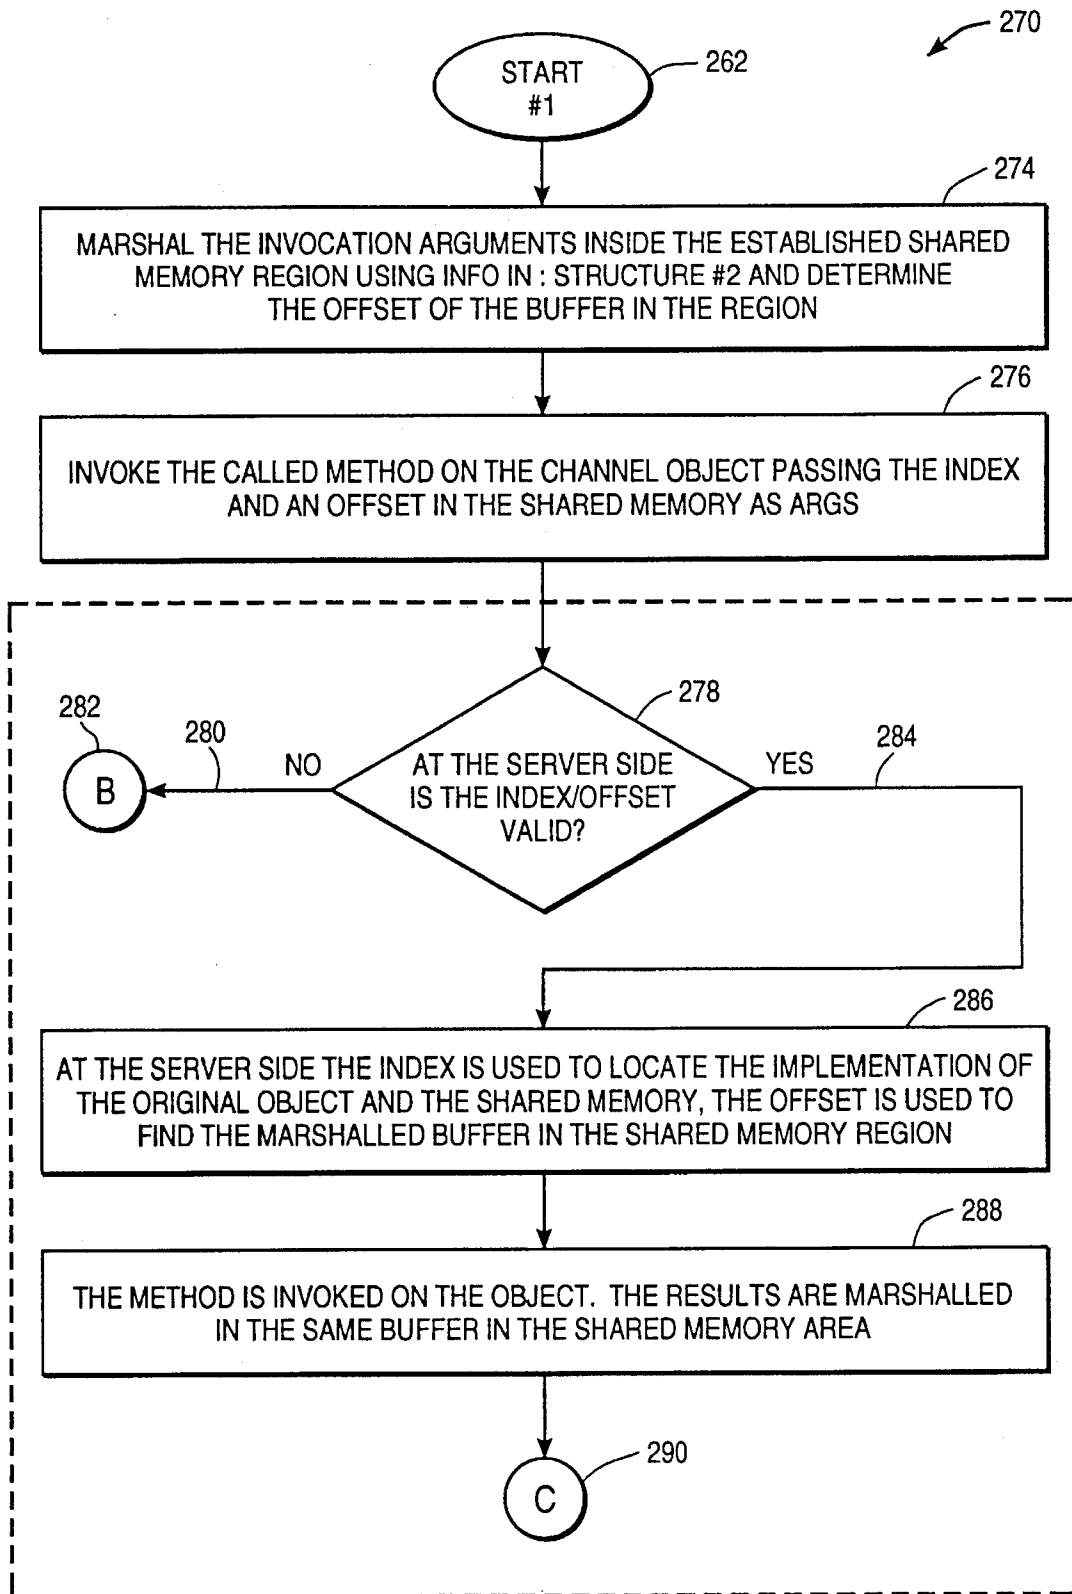 270
START
#1
262
274
MARSHAL THE INVOCATION ARGUMENTS INSIDE THE ESTABLISHED SHARED
MEMORY REGION USING INFO IN : STRUCTURE #2 AND DETERMINE
THE OFFSET OF THE BUFFER IN THE REGION
276
INVOKE THE CALLED METHOD ON THE CHANNEL OBJECT PASSING THE INDEX
AND AN OFFSET IN THE SHARED MEMORY AS ARGS
278
282
280
284
B
NO
AT THE SERVER SIDE
IS THE INDEX/OFFSET
VALID?
YES
286
AT THE SERVER SIDE THE INDEX IS USED TO LOCATE THE IMPLEMENTATION OF
THE ORIGINAL OBJECT AND THE SHARED MEMORY, THE OFFSET IS USED TO
FIND THE MARSHALLED BUFFER IN THE SHARED MEMORY REGION
288
THE METHOD IS INVOKED ON THE OBJECT. THE RESULTS ARE MARSHALLED
IN THE SAME BUFFER IN THE SHARED MEMORY AREA
290
C